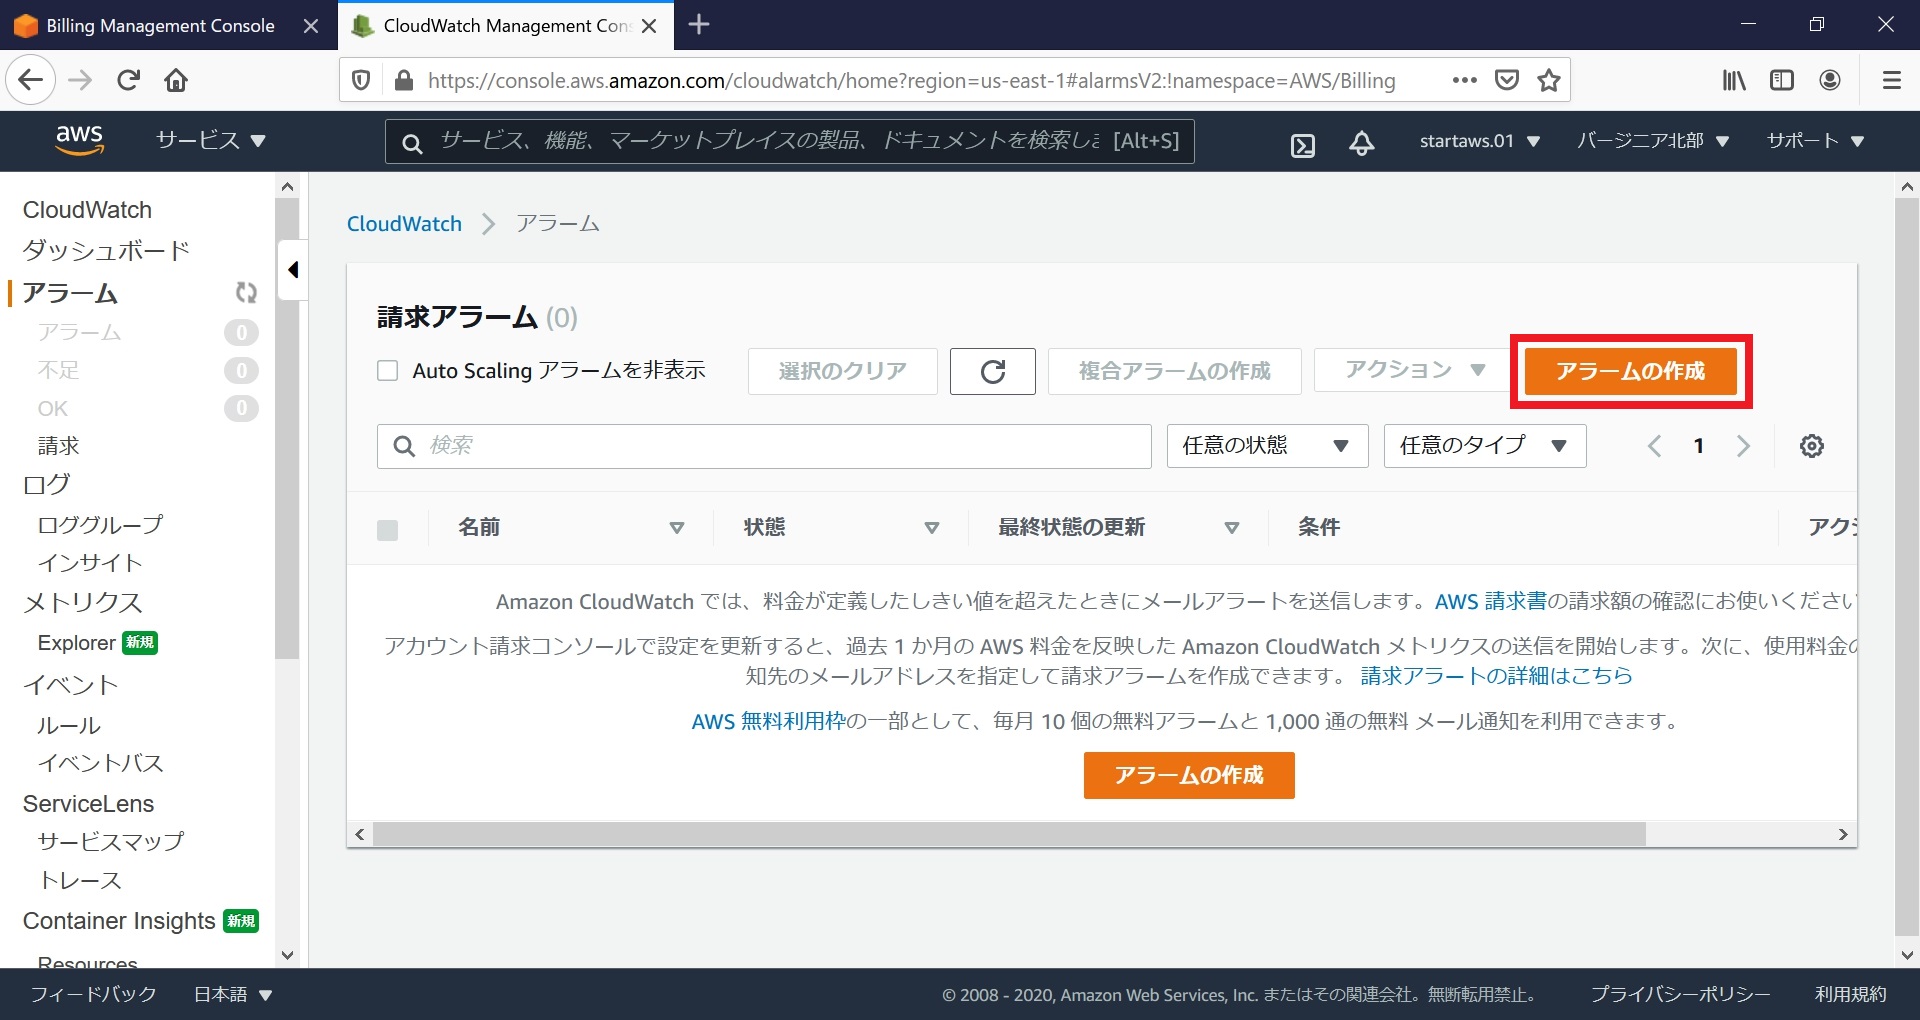 Billing Management Console
CloudWatch Management Con
https://console.aws.amazon.com/cloudwatch/home?region=us-east-1#alarmsV2:!namespace=AWS/Billing
aws
サービス
サービス、機能、マーケットプレイスの製品、ドキュメントを検索しま [Alt+S]
startaws.01
バージニア北部
サポート
CloudWatch
ダッシュボード
アラーム
アラーム 0
不足 0
OK 0
請求
ログ
ロググループ
インサイト
メトリクス
Explorer 新規
イベント
ルール
イベントバス
ServiceLens
サービスマップ
トレース
Container Insights 新規
Resources
CloudWatch アラーム
請求アラーム (0)
Auto Scaling アラームを非表示
選択のクリア
複合アラームの作成
アクション
アラームの作成
検索
任意の状態
任意のタイプ
1
名前 状態 最終状態の更新 条件 アクシ
Amazon CloudWatch では、料金が定義したしきい値を超えたときにメールアラートを送信します。AWS 請求書の請求額の確認にお使いください
アカウント請求コンソールで設定を更新すると、過去 1 か月の AWS 料金を反映した Amazon CloudWatch メトリクスの送信を開始します。次に、使用料金の
知先のメールアドレスを指定して請求アラームを作成できます。 請求アラートの詳細はこちら
AWS 無料利用枠の一部として、毎月 10 個の無料アラームと 1,000 通の無料 メール通知を利用できます。
アラームの作成
フィードバック
日本語
© 2008 - 2020, Amazon Web Services, Inc. またはその関連会社。無断転用禁止。
プライバシーポリシー
利用規約